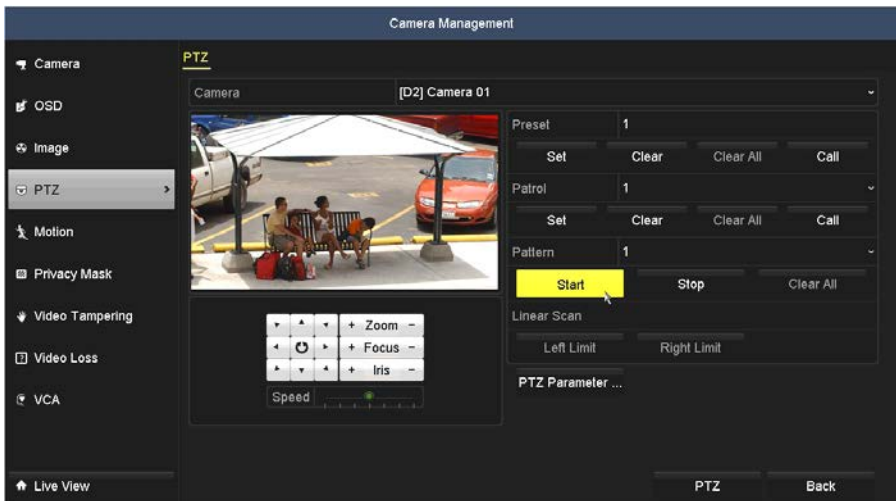 Camera Management
Camera
OSD
Image
PTZ
Motion
Privacy Mask
Video Tampering
Video Loss
VCA
Live View
PTZ
Camera [D2] Camera 01
Preset 1
Set Clear Clear All Call
Patrol 1
Set Clear Clear All Call
Pattern 1
Start Stop Clear All
Linear Scan
Left Limit Right Limit
PTZ Parameter ...
+ Zoom −
+ Focus −
+ Iris −
Speed
PTZ Back